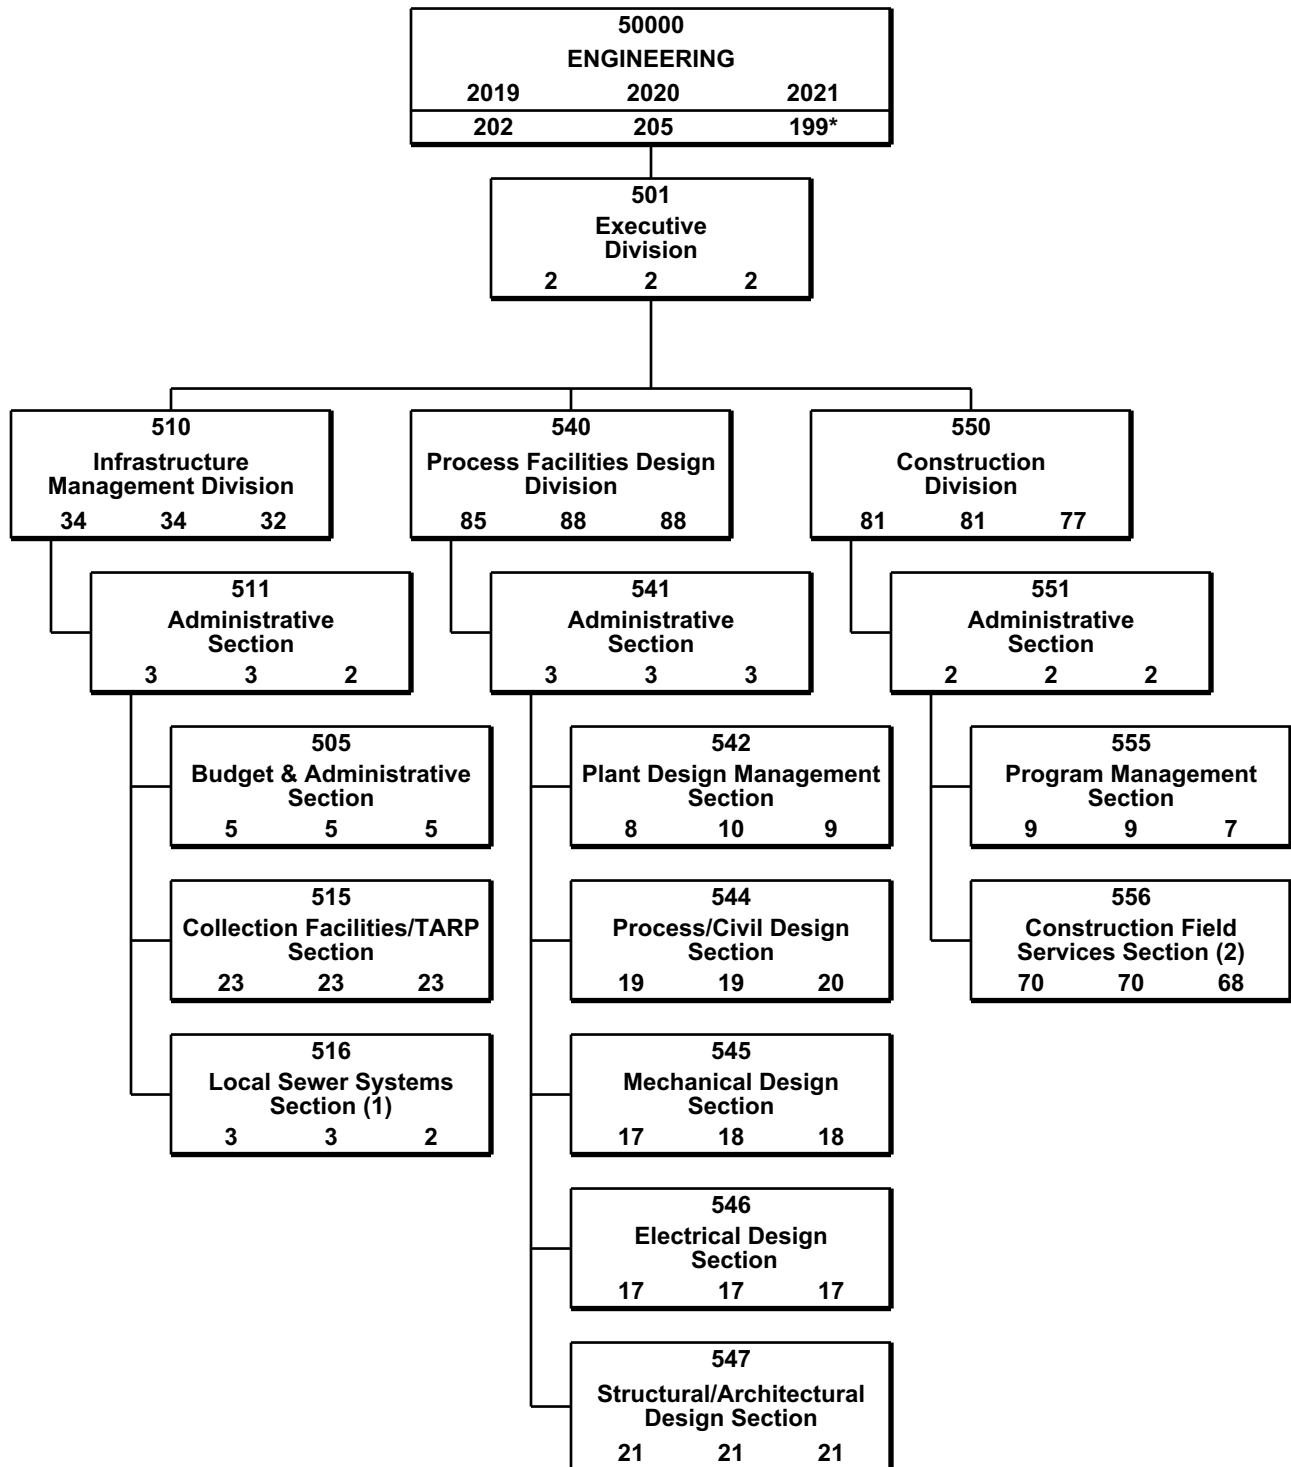 50000
ENGINEERING
2019 2020 2021
202 205 199*
501
Executive
Division
2 2 2
510
Infrastructure
Management Division
34 34 32
540
Process Facilities Design
Division
85 88 88
550
Construction
Division
81 81 77
511
Administrative
Section
3 3 2
541
Administrative
Section
3 3 3
551
Administrative
Section
2 2 2
505
Budget & Administrative
Section
5 5 5
542
Plant Design Management
Section
8 10 9
555
Program Management
Section
9 9 7
515
Collection Facilities/TARP
Section
23 23 23
544
Process/Civil Design
Section
19 19 20
556
Construction Field
Services Section (2)
70 70 68
516
Local Sewer Systems
Section (1)
3 3 2
545
Mechanical Design
Section
17 18 18
546
Electrical Design
Section
17 17 17
547
Structural/Architectural
Design Section
21 21 21